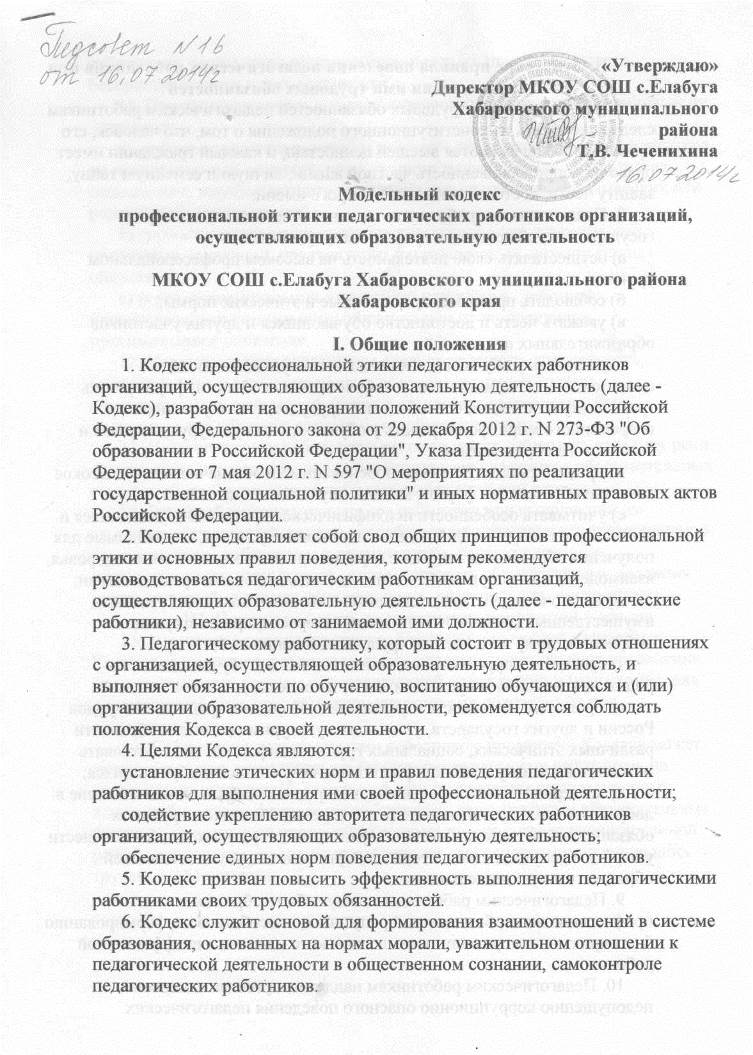 Педсовет N 16
от 16.07.2014г
«Утверждаю»
Директор МКОУ СОШ с.Елабуга
Хабаровского муниципального
района
Т.В. Чеченихина
16.07.2014г
Модельный кодекс
профессиональной этики педагогических работников организаций,
осуществляющих образовательную деятельность
МКОУ СОШ с.Елабуга Хабаровского муниципального района
Хабаровского края
I. Общие положения
1. Кодекс профессиональной этики педагогических работников
организаций, осуществляющих образовательную деятельность (далее -
Кодекс), разработан на основании положений Конституции Российской
Федерации, Федерального закона от 29 декабря 2012 г. N 273-ФЗ "Об
образовании в Российской Федерации", Указа Президента Российской
Федерации от 7 мая 2012 г. N 597 "О мероприятиях по реализации
государственной социальной политики" и иных нормативных правовых актов
Российской Федерации.
2. Кодекс представляет собой свод общих принципов профессиональной
этики и основных правил поведения, которым рекомендуется
руководствоваться педагогическим работникам организаций,
осуществляющих образовательную деятельность (далее - педагогические
работники), независимо от занимаемой ими должности.
3. Педагогическому работнику, который состоит в трудовых отношениях
с организацией, осуществляющей образовательную деятельность, и
выполняет обязанности по обучению, воспитанию обучающихся и (или)
организации образовательной деятельности, рекомендуется соблюдать
положения Кодекса в своей деятельности.
4. Целями Кодекса являются:
установление этических норм и правил поведения педагогических
работников для выполнения ими своей профессиональной деятельности;
содействие укреплению авторитета педагогических работников
организаций, осуществляющих образовательную деятельность;
обеспечение единых норм поведения педагогических работников.
5. Кодекс призван повысить эффективность выполнения педагогическими
работниками своих трудовых обязанностей.
6. Кодекс служит основой для формирования взаимоотношений в системе
образования, основанных на нормах морали, уважительном отношении к
педагогической деятельности в общественном сознании, самоконтроле
педагогических работников.